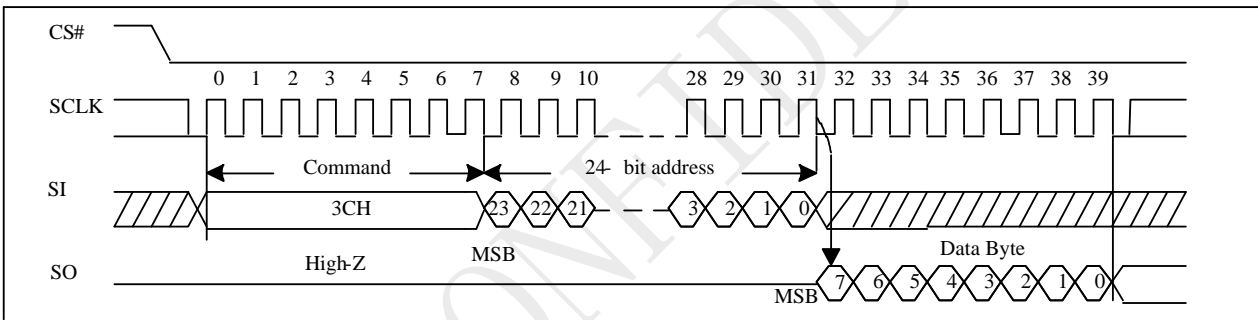 CS#
0 1 2 3 4 5 6 7 8 9 10 28 29 30 31 32 33 34 35 36 37 38 39
SCLK
Command 24- bit address
SI
3CH 23 22 21 3 2 1 0
High-Z MSB Data Byte
SO
MSB 7 6 5 4 3 2 1 0